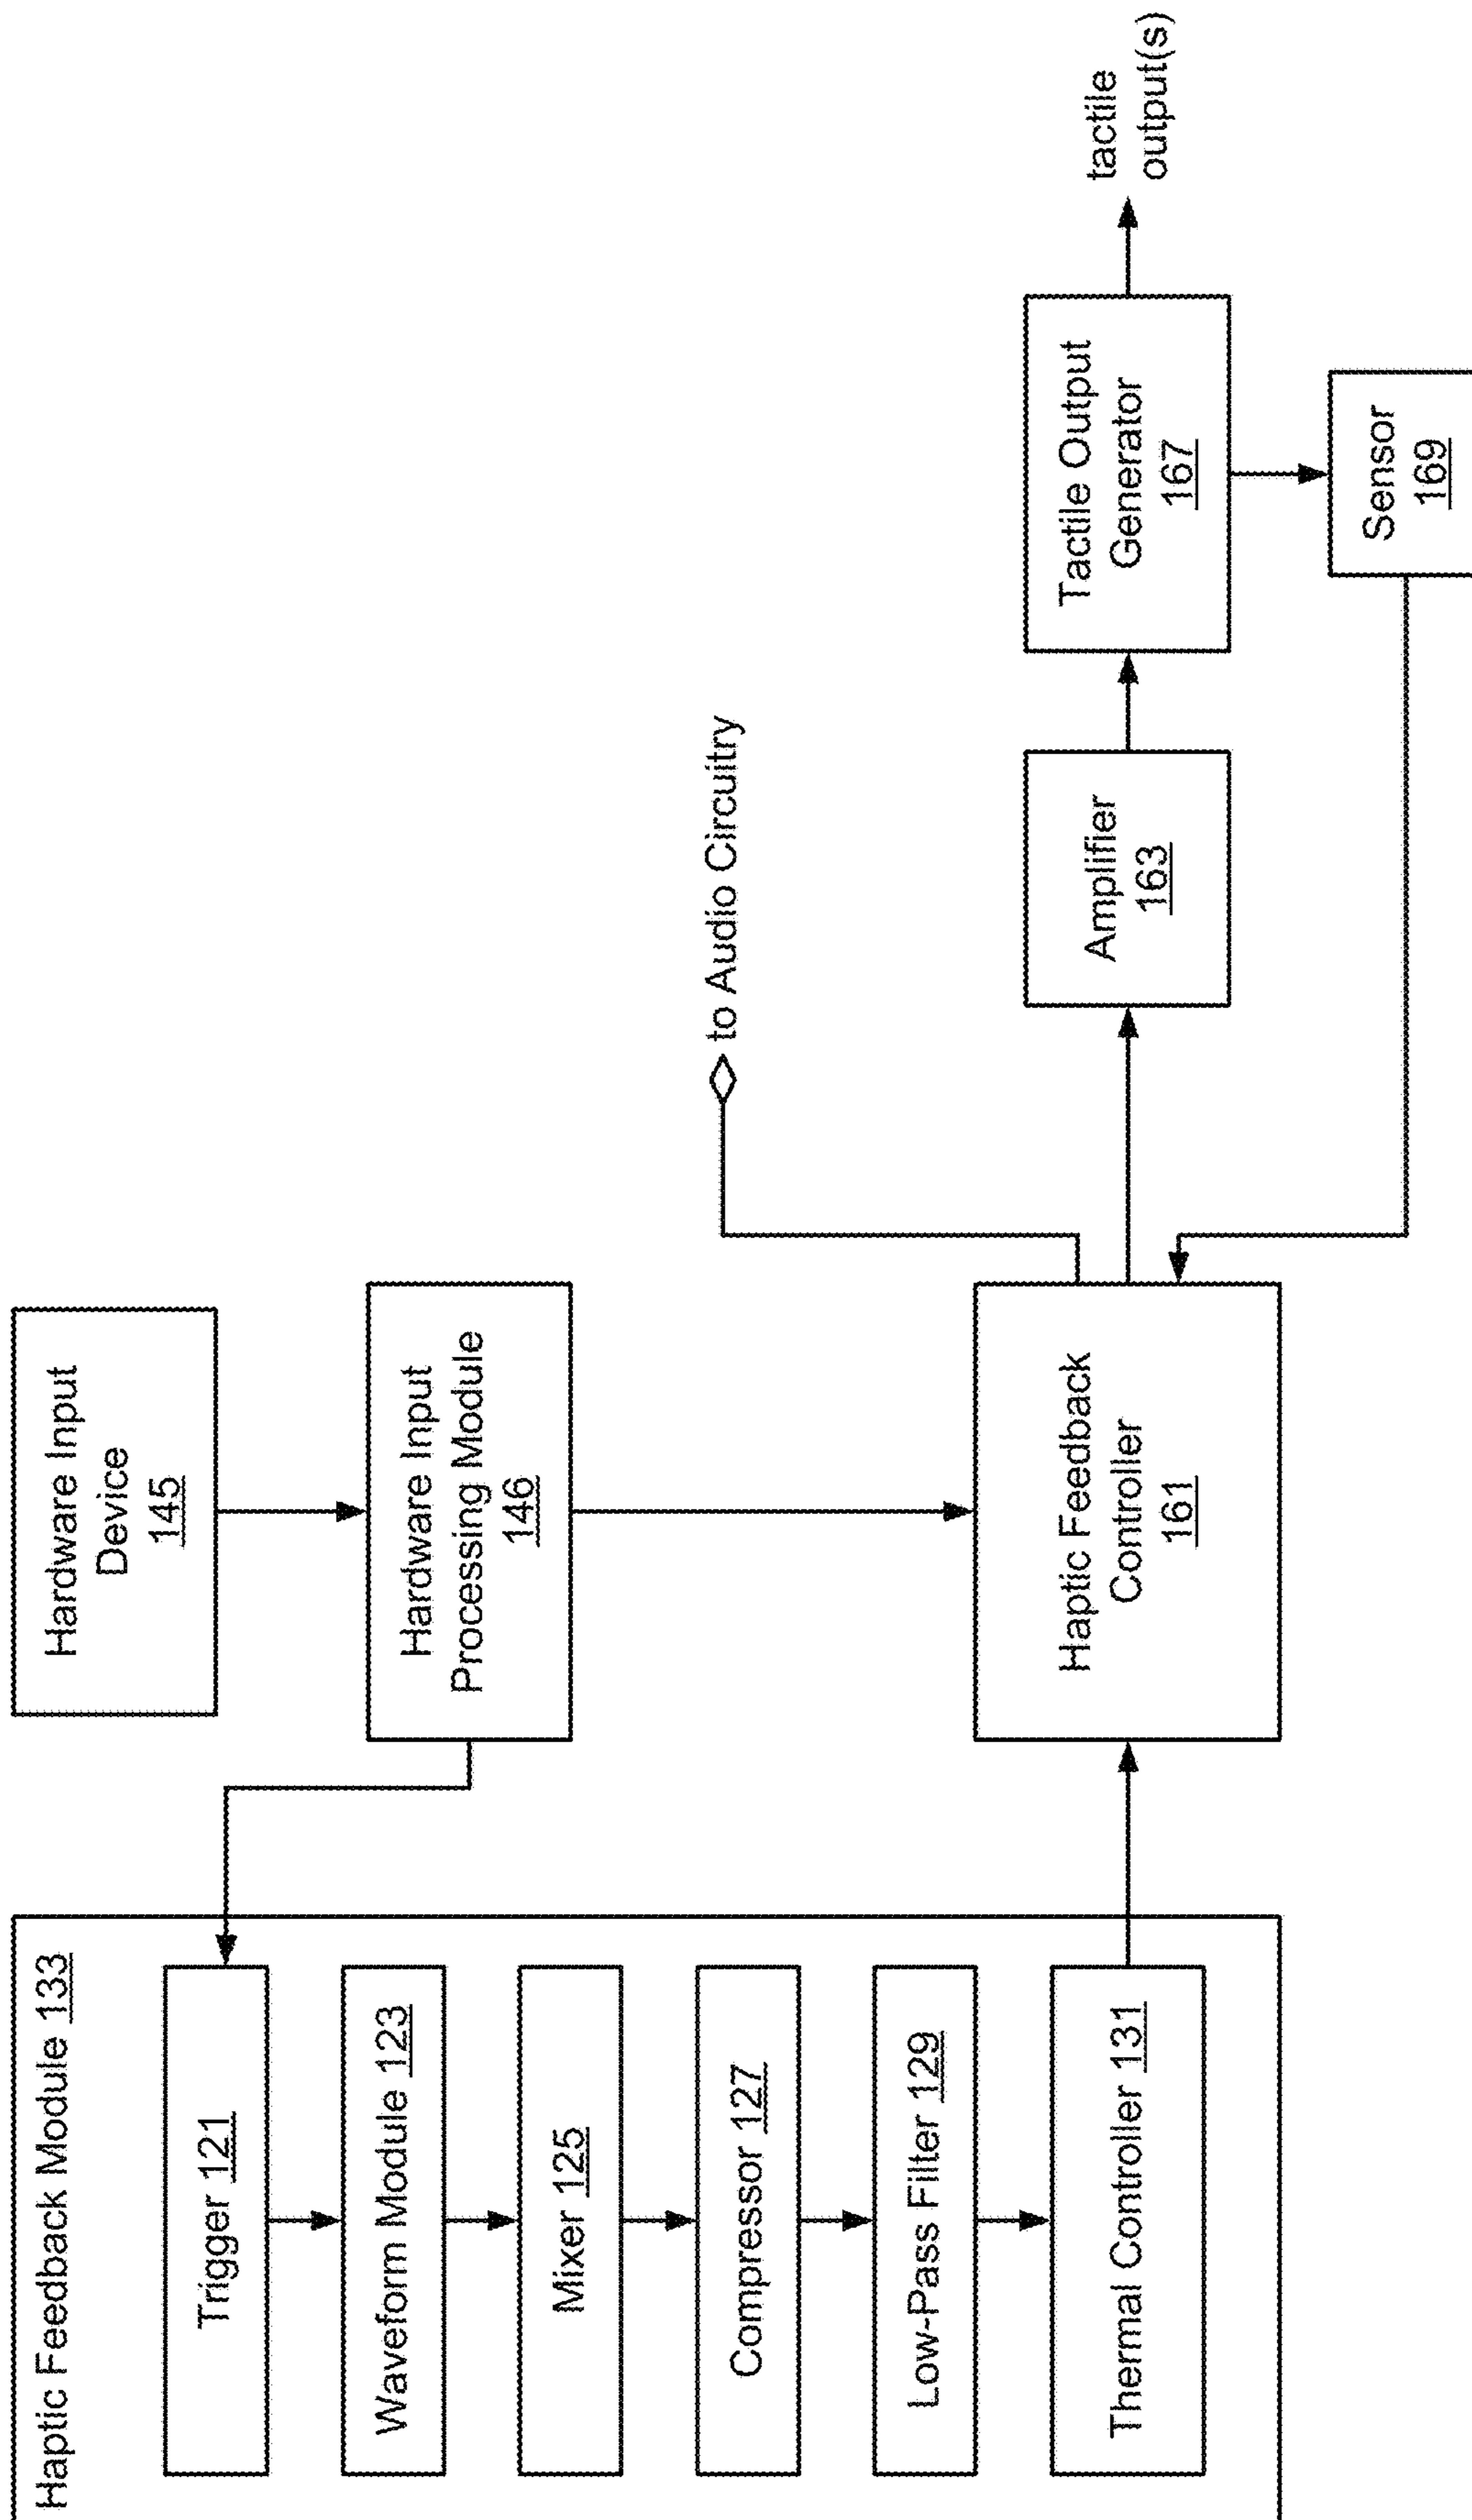 Haptic Feedback Module 133
Trigger 121
Waveform Module 123
Mixer 125
Compressor 127
Low-Pass Filter 129
Thermal Controller 131
Hardware Input
Device
145
Hardware Input
Processing Module
146
Haptic Feedback
Controller
161
to Audio Circuitry
Amplifier
163
Tactile Output
Generator
167
Sensor
169
tactile
output(s)